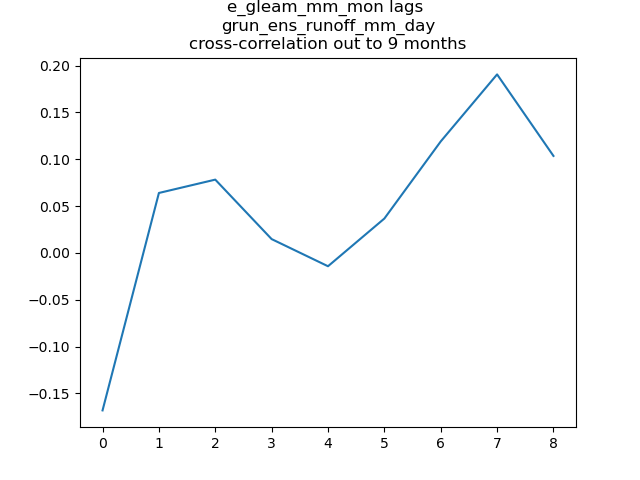 e_gleam_mm_mon lags
grun_ens_runoff_mm_day
cross-correlation out to 9 months
0.20
0.15
0.10
0.05
0.00
−0.05
−0.10
−0.15
0 1 2 3 4 5 6 7 8